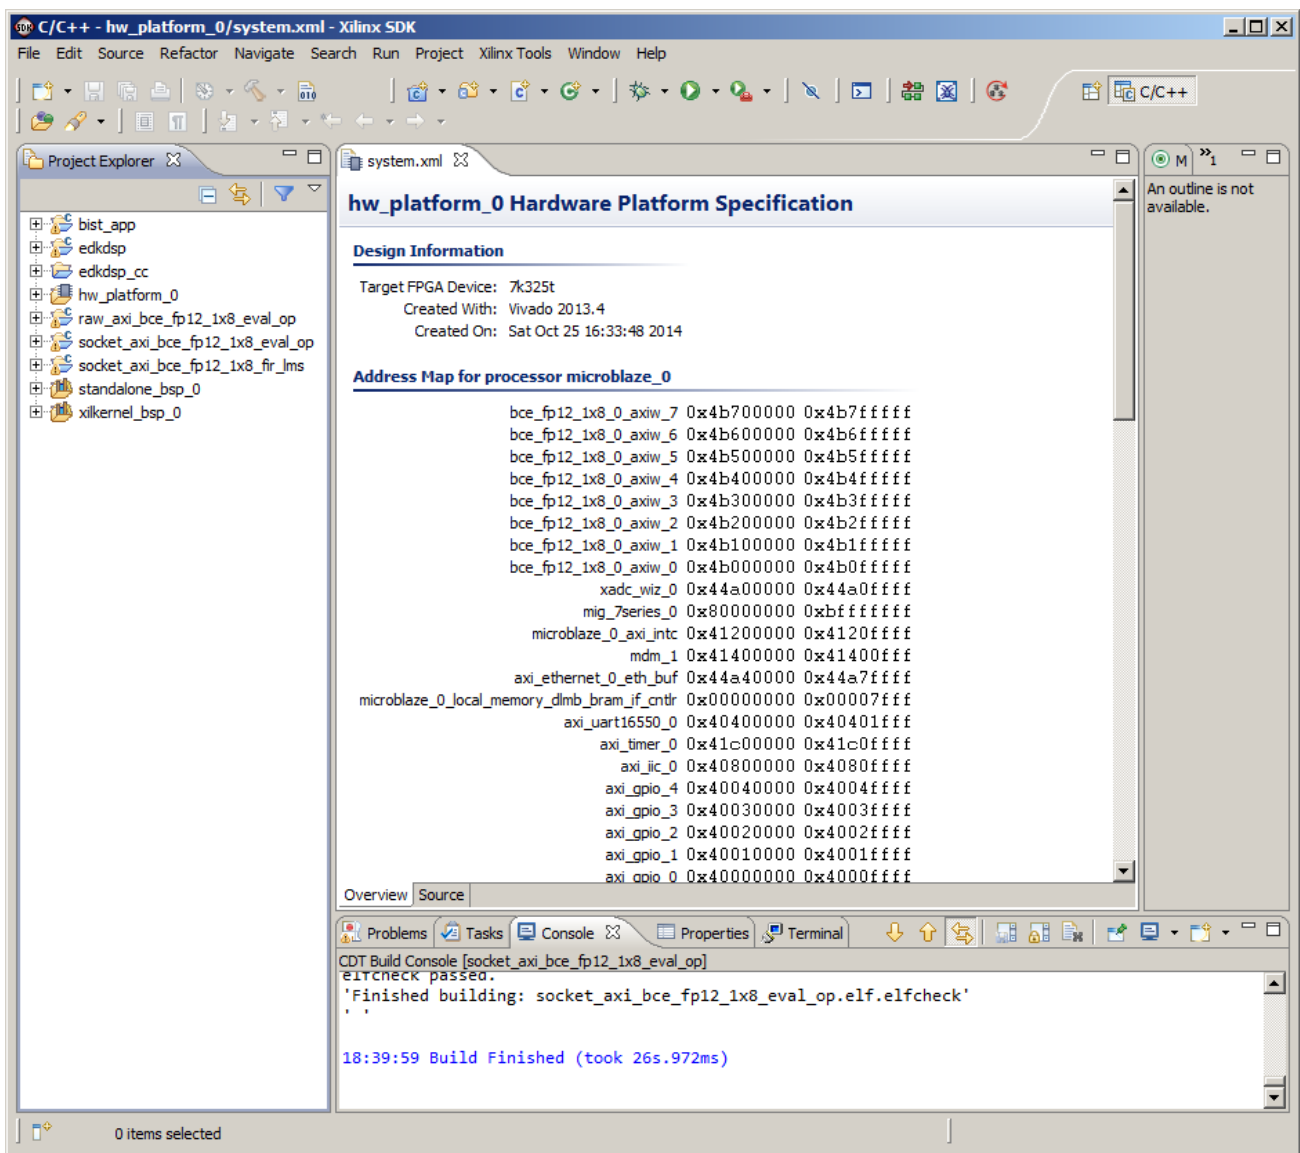 C/C++ - hw_platform_0/system.xml - Xilinx SDK
File Edit Source Refactor Navigate Search Run Project Xilinx Tools Window Help
C/C++
Project Explorer
bist_app
edkdsp
edkdsp_cc
hw_platform_0
raw_axi_bce_fp12_1x8_eval_op
socket_axi_bce_fp12_1x8_eval_op
socket_axi_bce_fp12_1x8_fir_lms
standalone_bsp_0
xilkernel_bsp_0
system.xml
hw_platform_0 Hardware Platform Specification
Design Information
Target FPGA Device: 7k325t
Created With: Vivado 2013.4
Created On: Sat Oct 25 16:33:48 2014
Address Map for processor microblaze_0
bce_fp12_1x8_0_axiw_7 0x4b700000 0x4b7fffff
bce_fp12_1x8_0_axiw_6 0x4b600000 0x4b6fffff
bce_fp12_1x8_0_axiw_5 0x4b500000 0x4b5fffff
bce_fp12_1x8_0_axiw_4 0x4b400000 0x4b4fffff
bce_fp12_1x8_0_axiw_3 0x4b300000 0x4b3fffff
bce_fp12_1x8_0_axiw_2 0x4b200000 0x4b2fffff
bce_fp12_1x8_0_axiw_1 0x4b100000 0x4b1fffff
bce_fp12_1x8_0_axiw_0 0x4b000000 0x4b0fffff
xadc_wiz_0 0x44a00000 0x44a0ffff
mig_7series_0 0x80000000 0xbfffffff
microblaze_0_axi_intc 0x41200000 0x4120ffff
mdm_1 0x41400000 0x41400fff
axi_ethernet_0_eth_buf 0x44a40000 0x44a7ffff
microblaze_0_local_memory_dlmb_bram_if_cntlr 0x00000000 0x00007fff
axi_uart16550_0 0x40400000 0x40401fff
axi_timer_0 0x41c00000 0x41c0ffff
axi_iic_0 0x40800000 0x4080ffff
axi_gpio_4 0x40040000 0x4004ffff
axi_gpio_3 0x40030000 0x4003ffff
axi_gpio_2 0x40020000 0x4002ffff
axi_gpio_1 0x40010000 0x4001ffff
axi_gpio_0 0x40000000 0x4000ffff
Overview Source
M »1
An outline is not
available.
Problems Tasks Console Properties Terminal
CDT Build Console [socket_axi_bce_fp12_1x8_eval_op]
elfcheck passed.
'Finished building: socket_axi_bce_fp12_1x8_eval_op.elf.elfcheck'
' '
18:39:59 Build Finished (took 26s.972ms)
0 items selected